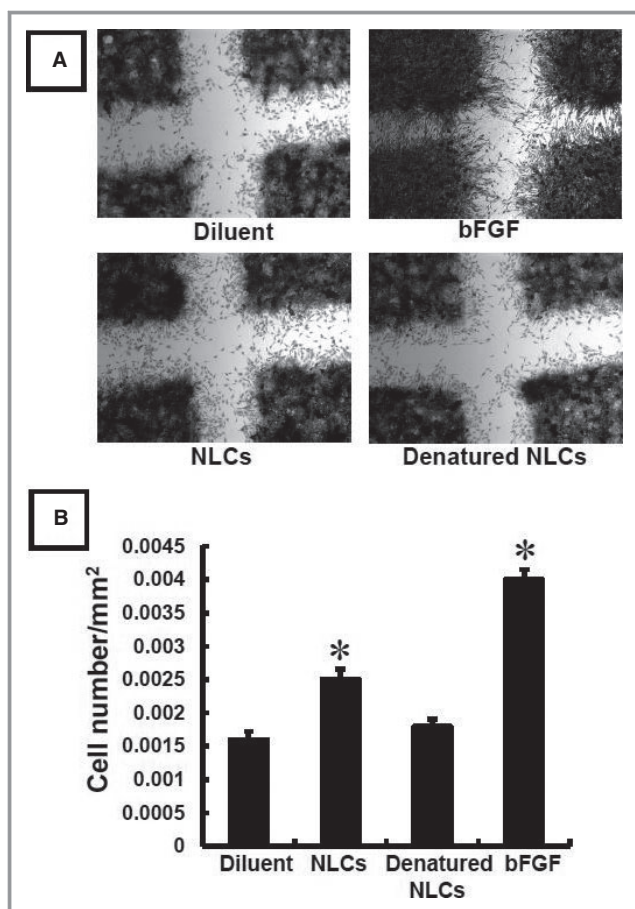 A
Diluent
bFGF
NLCs
Denatured NLCs
B
Cell number/mm²
0.0045
0.004
0.0035
0.003
0.0025
0.002
0.0015
0.001
0.0005
0
*
*
Diluent
NLCs
Denatured
NLCs
bFGF